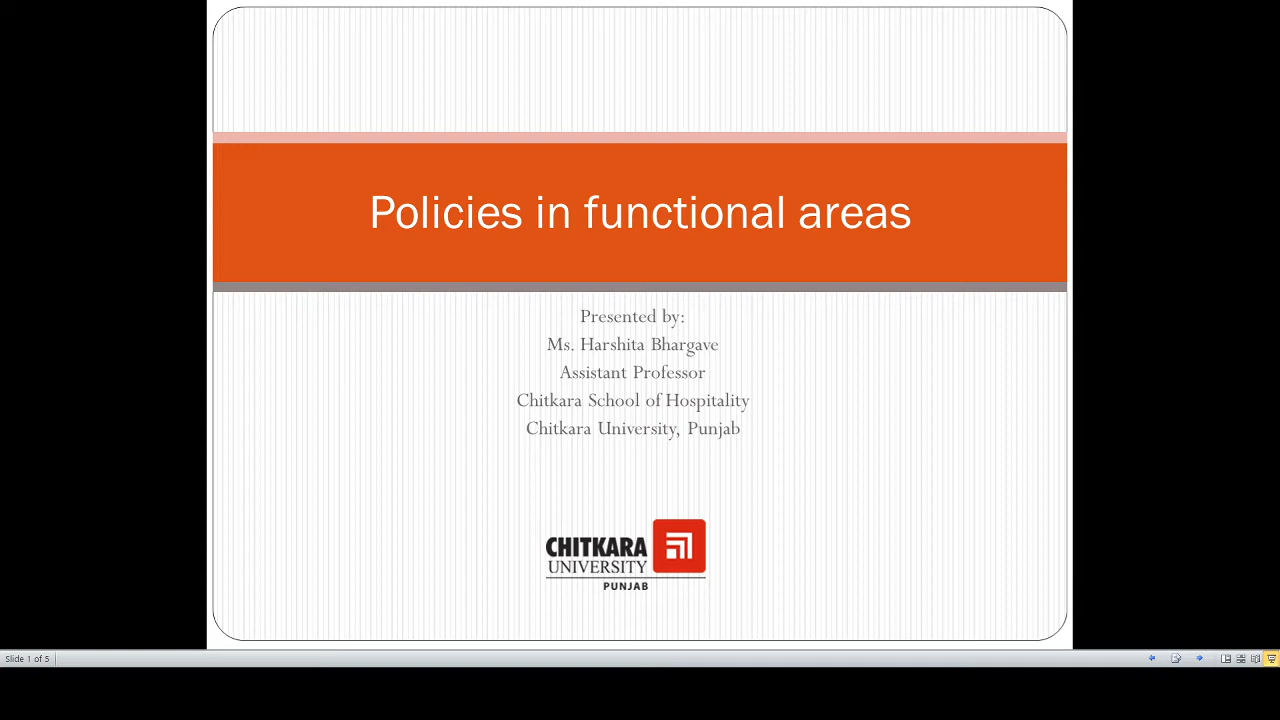 Policies in functional areas
Presented by:
Ms. Harshita Bhargave
Assistant Professor
Chitkara School of Hospitality
Chitkara University, Punjab
CHITKARA
UNIVERSITY
PUNJAB
Slide 1 of 5